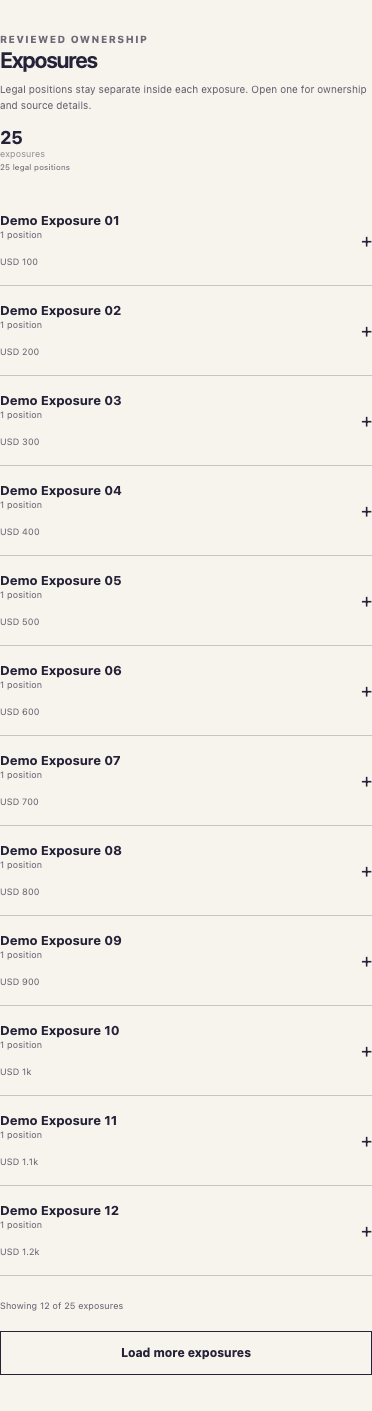 REVIEWED OWNERSHIP
Exposures
Legal positions stay separate inside each exposure. Open one for ownership
and source details.
25
exposures
25 legal positions
Demo Exposure 01
1 position
+
USD 100
Demo Exposure 02
1 position
+
USD 200
Demo Exposure 03
1 position
+
USD 300
Demo Exposure 04
1 position
+
USD 400
Demo Exposure 05
1 position
+
USD 500
Demo Exposure 06
1 position
+
USD 600
Demo Exposure 07
1 position
+
USD 700
Demo Exposure 08
1 position
+
USD 800
Demo Exposure 09
1 position
+
USD 900
Demo Exposure 10
1 position
+
USD 1k
Demo Exposure 11
1 position
+
USD 1.1k
Demo Exposure 12
1 position
+
USD 1.2k
Showing 12 of 25 exposures
Load more exposures